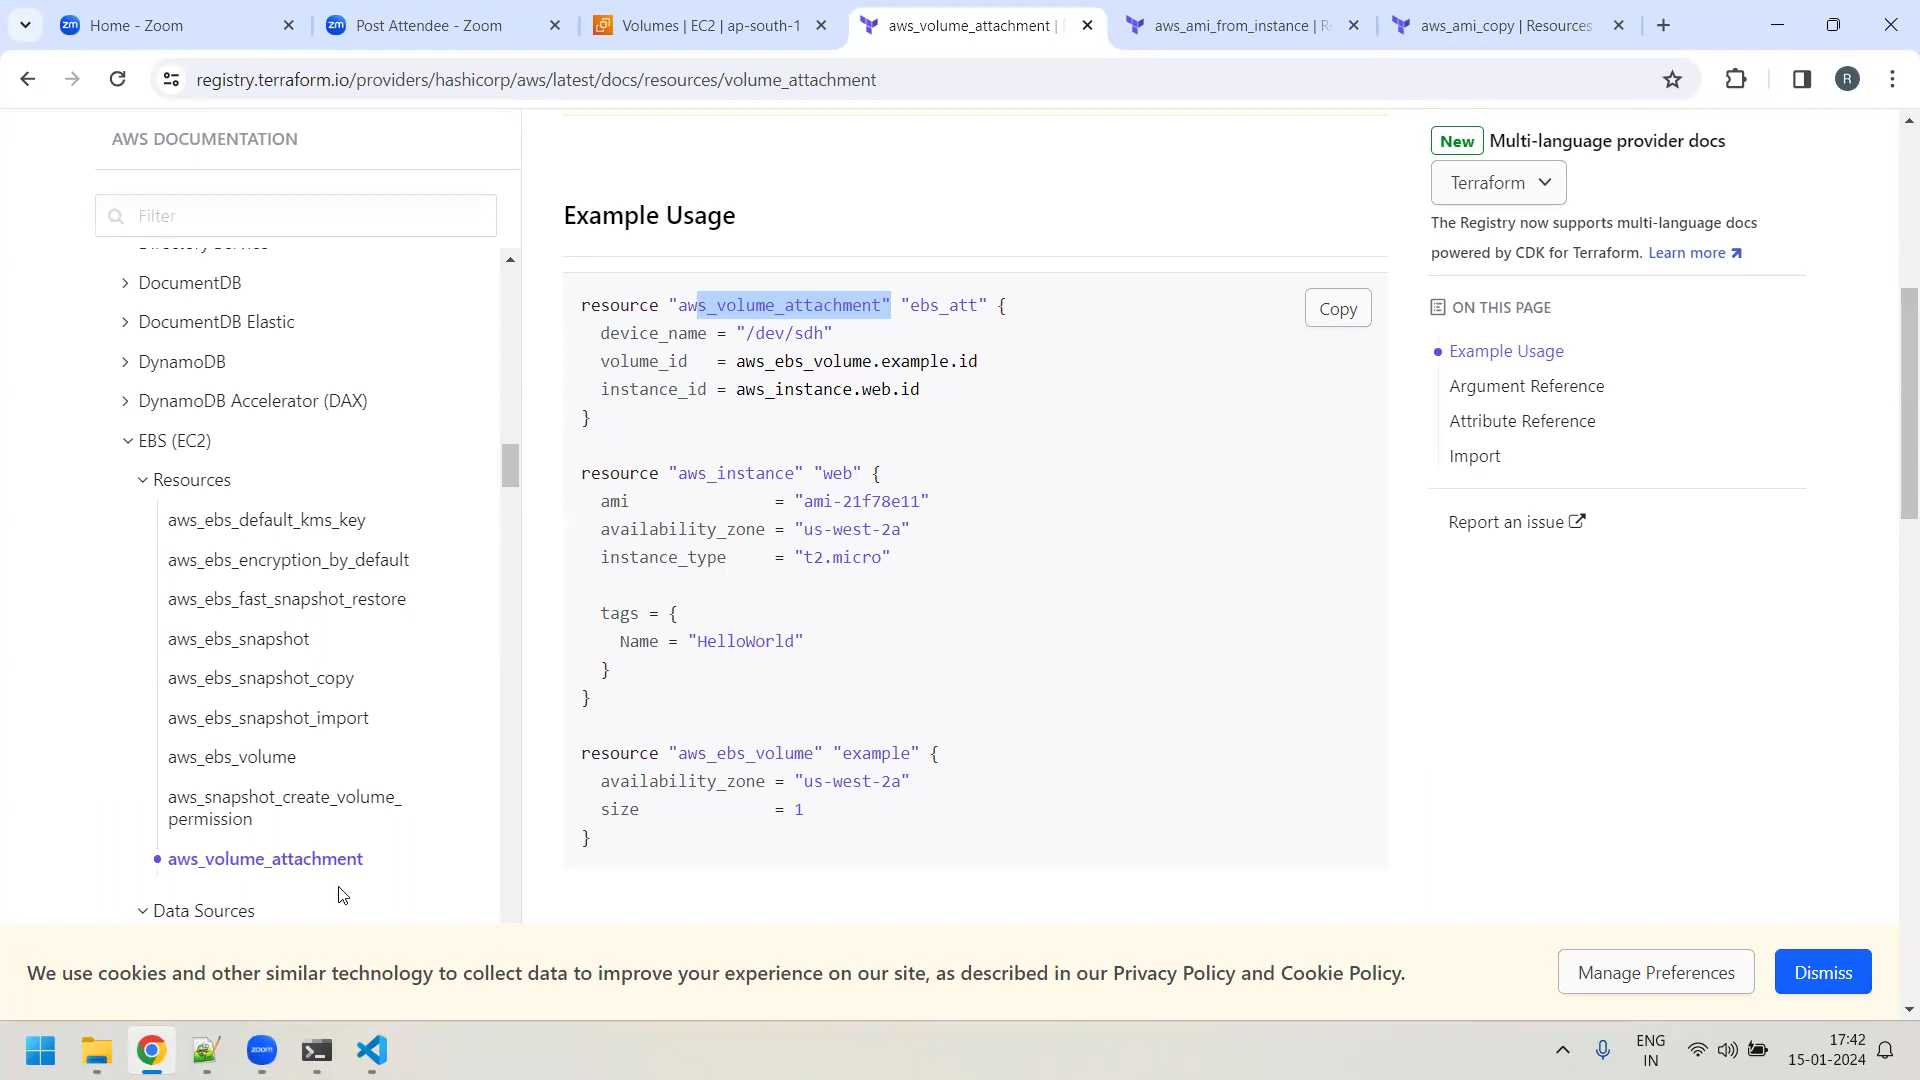 Home - Zoom
Post Attendee - Zoom
Volumes | EC2 | ap-south-1
aws_volume_attachment |
aws_ami_from_instance | R
aws_ami_copy | Resources
registry.terraform.io/providers/hashicorp/aws/latest/docs/resources/volume_attachment
R
AWS DOCUMENTATION
Filter
Directory Service
DocumentDB
DocumentDB Elastic
DynamoDB
DynamoDB Accelerator (DAX)
EBS (EC2)
Resources
aws_ebs_default_kms_key
aws_ebs_encryption_by_default
aws_ebs_fast_snapshot_restore
aws_ebs_snapshot
aws_ebs_snapshot_copy
aws_ebs_snapshot_import
aws_ebs_volume
aws_snapshot_create_volume_
permission
aws_volume_attachment
Data Sources
Example Usage
Copy
resource "aws_volume_attachment" "ebs_att" {
  device_name = "/dev/sdh"
  volume_id   = aws_ebs_volume.example.id
  instance_id = aws_instance.web.id
}
resource "aws_instance" "web" {
  ami               = "ami-21f78e11"
  availability_zone = "us-west-2a"
  instance_type     = "t2.micro"
  tags = {
    Name = "HelloWorld"
  }
}
resource "aws_ebs_volume" "example" {
  availability_zone = "us-west-2a"
  size              = 1
}
New Multi-language provider docs
Terraform
The Registry now supports multi-language docs
powered by CDK for Terraform. Learn more
ON THIS PAGE
Example Usage
Argument Reference
Attribute Reference
Import
Report an issue
We use cookies and other similar technology to collect data to improve your experience on our site, as described in our Privacy Policy and Cookie Policy.
Manage Preferences
Dismiss
zoom
ENG
IN
17:42
15-01-2024